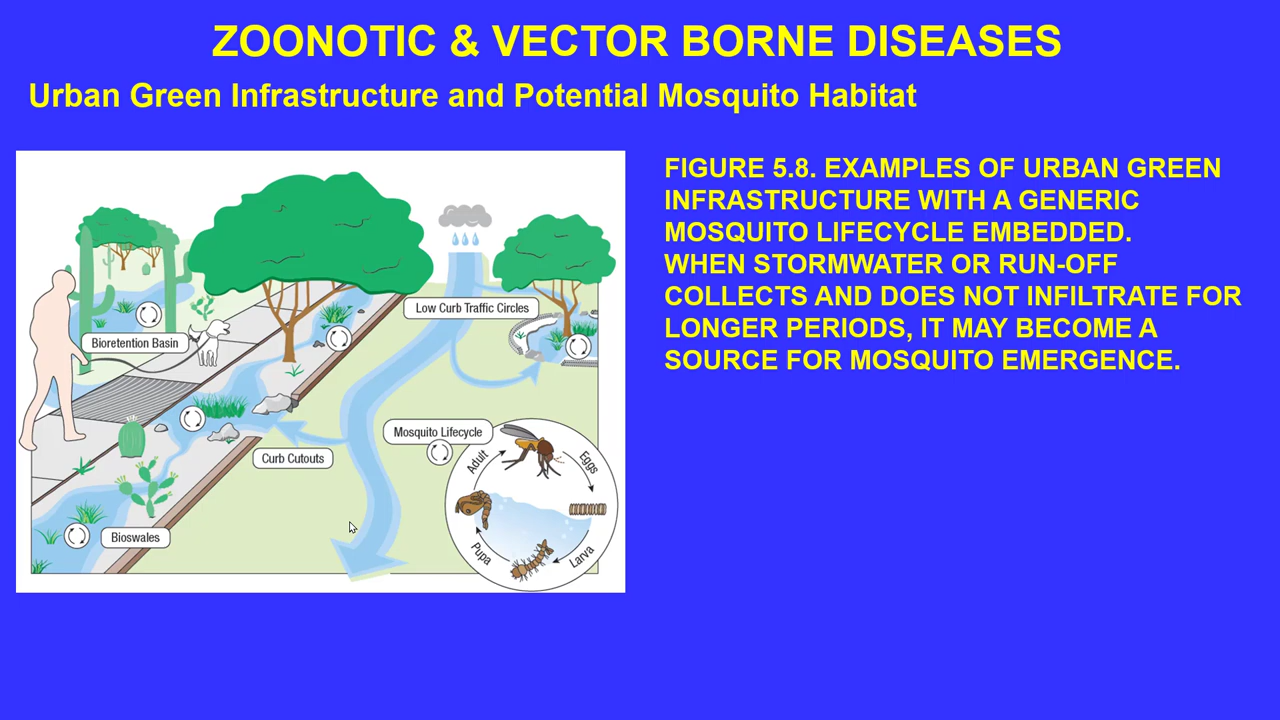 ZOONOTIC & VECTOR BORNE DISEASES
Urban Green Infrastructure and Potential Mosquito Habitat
FIGURE 5.8. EXAMPLES OF URBAN GREEN
INFRASTRUCTURE WITH A GENERIC
MOSQUITO LIFECYCLE EMBEDDED.
WHEN STORMWATER OR RUN-OFF
COLLECTS AND DOES NOT INFILTRATE FOR
LONGER PERIODS, IT MAY BECOME A
SOURCE FOR MOSQUITO EMERGENCE.
Low Curb Traffic Circles
Bioretention Basin
Mosquito Lifecycle
Curb Cutouts
Bioswales
Adult
Eggs
Pupa
Larva